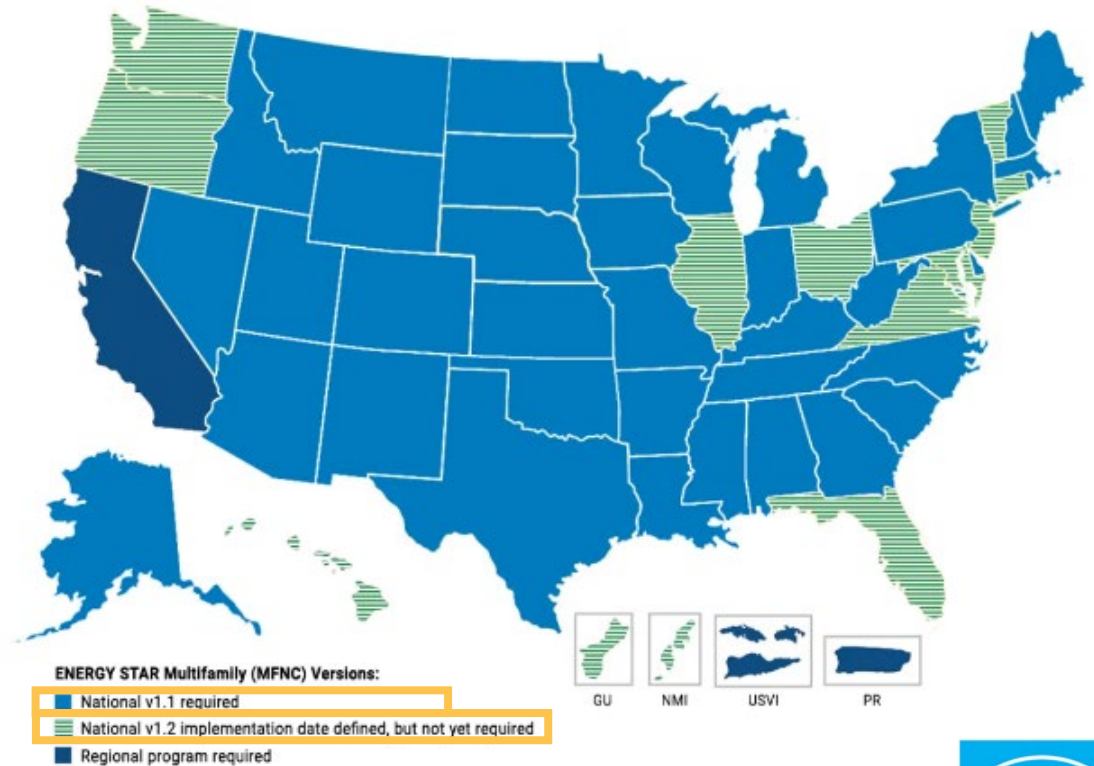 GU
NMI
USVI
PR
ENERGY STAR Multifamily (MFNC) Versions:
National v1.1 required
National v1.2 implementation date defined, but not yet required
Regional program required